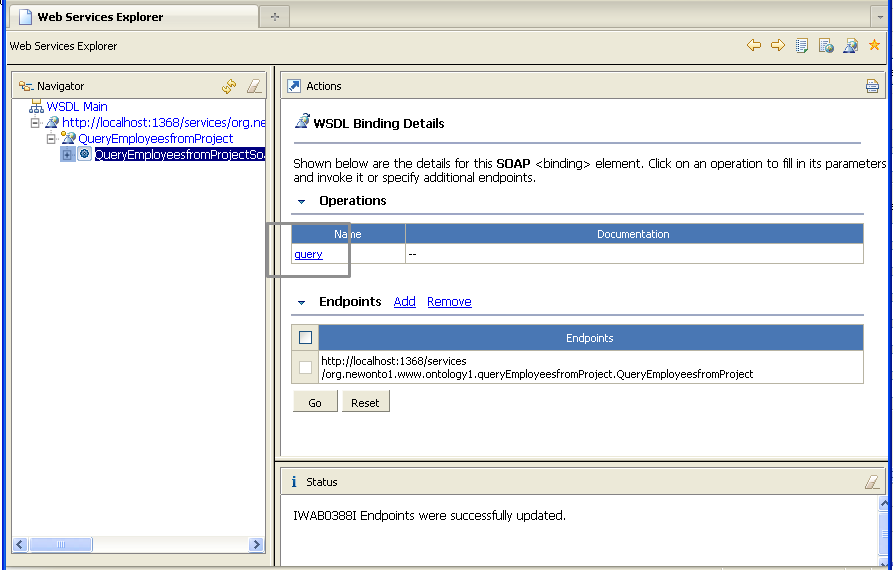 Web Services Explorer
Web Services Explorer
Navigator
WSDL Main
http://localhost:1368/services/org.ne
QueryEmployeesfromProject
QueryEmployeesfromProjectSo
Actions
WSDL Binding Details
Shown below are the details for this SOAP <binding> element. Click on an operation to fill in its parameters
and invoke it or specify additional endpoints.
Operations
Name Documentation
query --
Endpoints Add Remove
Endpoints
http://localhost:1368/services
/org.newonto1.www.ontology1.queryEmployeesfromProject.QueryEmployeesfromProject
Go Reset
i Status
IWAB0388I Endpoints were successfully updated.